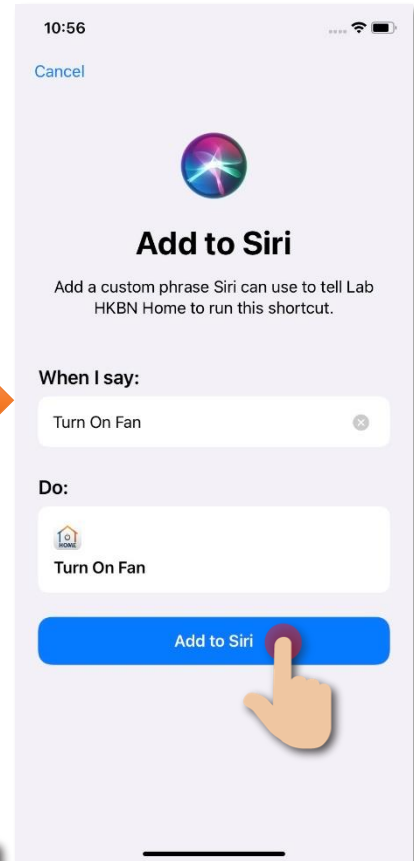 10:56
Cancel
Add to Siri
Add a custom phrase Siri can use to tell Lab
HKBN Home to run this shortcut.
When I say:
Turn On Fan
Do:
HOME
Turn On Fan
Add to Siri